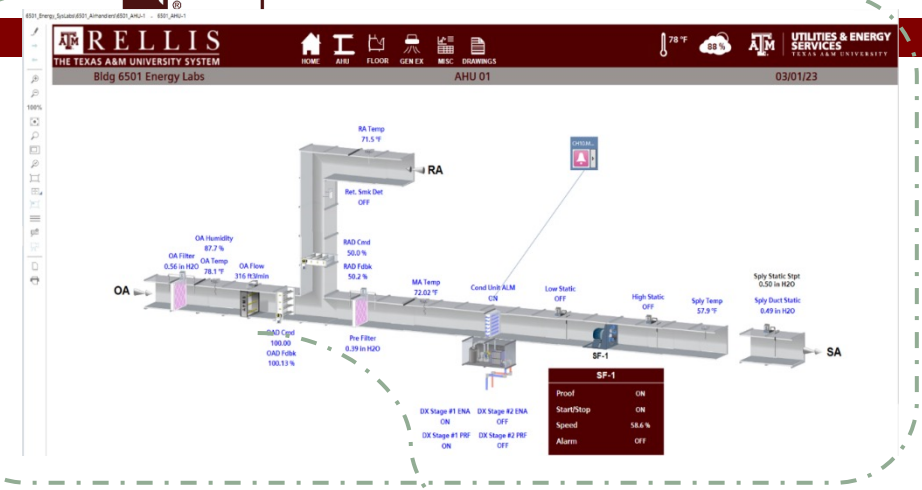 6501_Energy_SysLabs\6501_Airhandlers\6501_AHU-1 - 6501_AHU-1
®
ĀTM RELLIS
THE TEXAS A&M UNIVERSITY SYSTEM
HOME AHU FLOOR GEN EX MISC DRAWINGS
78 °F
88 %
ĀTM UTILITIES & ENERGY
SERVICES
TEXAS A&M UNIVERSITY
Bldg 6501 Energy Labs AHU 01 03/01/23
100%
RA Temp
71.5 °F
RA
Ret. Smk Det
OFF
OA Humidity
87.7 %
OA Filter
0.56 in H2O
OA Temp
78.1 °F
OA Flow
316 ft3/min
RAD Cmd
50.0 %
RAD Fdbk
50.2 %
OA
MA Temp
72.02 °F
Cond Unit ALM
ON
Low Static
OFF
High Static
OFF
Sply Temp
57.9 °F
Sply Static Stpt
0.50 in H2O
Sply Duct Static
0.49 in H2O
SA
OAD Cmd
100.00
OAD Fdbk
100.13 %
Pre Filter
0.39 in H2O
SF-1
DX Stage #1 ENA
ON
DX Stage #2 ENA
OFF
DX Stage #1 PRF
ON
DX Stage #2 PRF
OFF
SF-1
Proof ON
Start/Stop ON
Speed 58.6 %
Alarm OFF